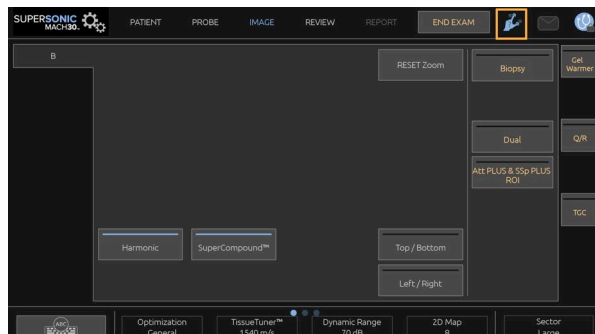 SUPERSONIC
MACH30.
PATIENT
PROBE
IMAGE
REVIEW
REPORT
END EXAM
B
RESET Zoom
Biopsy
Gel
Warmer
Dual
Q/R
Att PLUS & SSp PLUS
ROI
TGC
Harmonic
SuperCompound™
Top / Bottom
Left / Right
ABC
Optimization
General
TissueTuner™
1540 m/s
Dynamic Range
70 dB
2D Map
8
Sector
Large